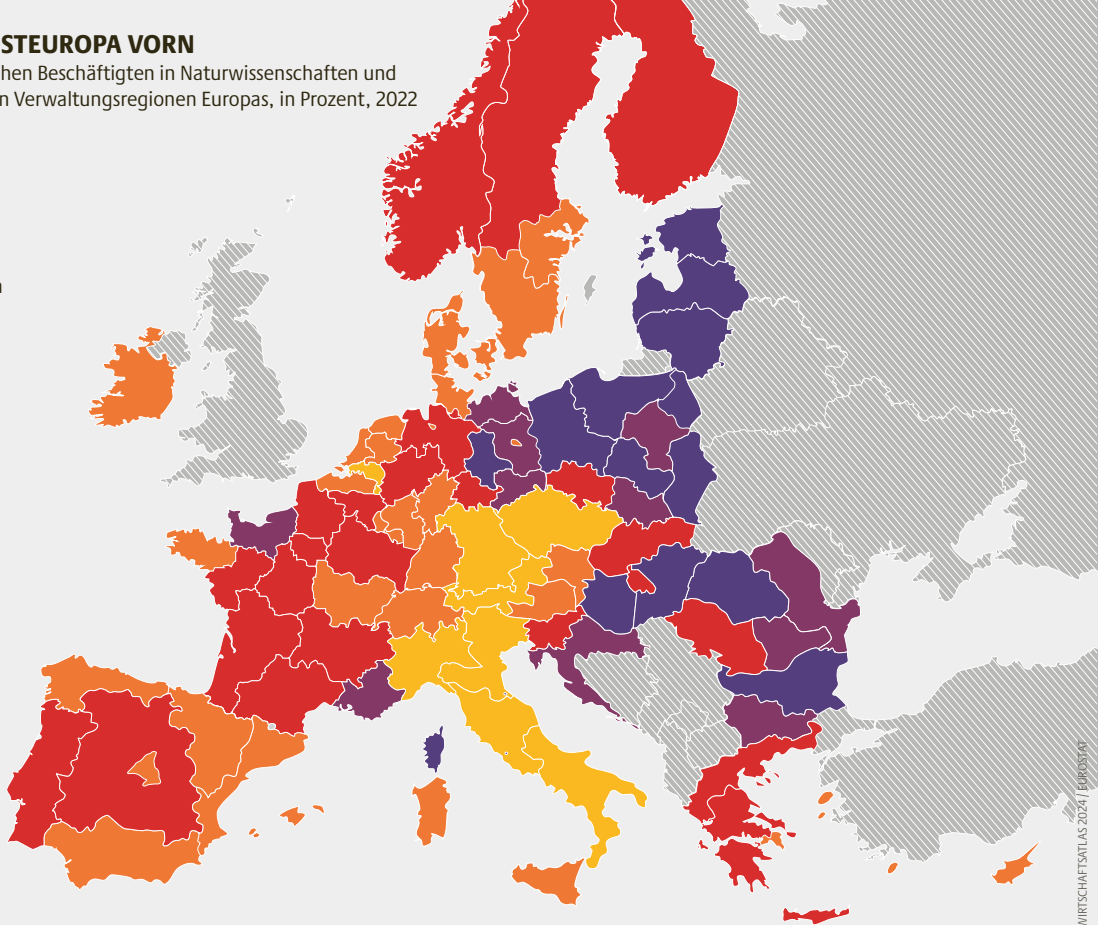 STEUROPA VORN
hen Beschäftigten in Naturwissenschaften und
n Verwaltungsregionen Europas, in Prozent, 2022
WIRTSCHAFTSATLAS 2024 / EUROSTAT